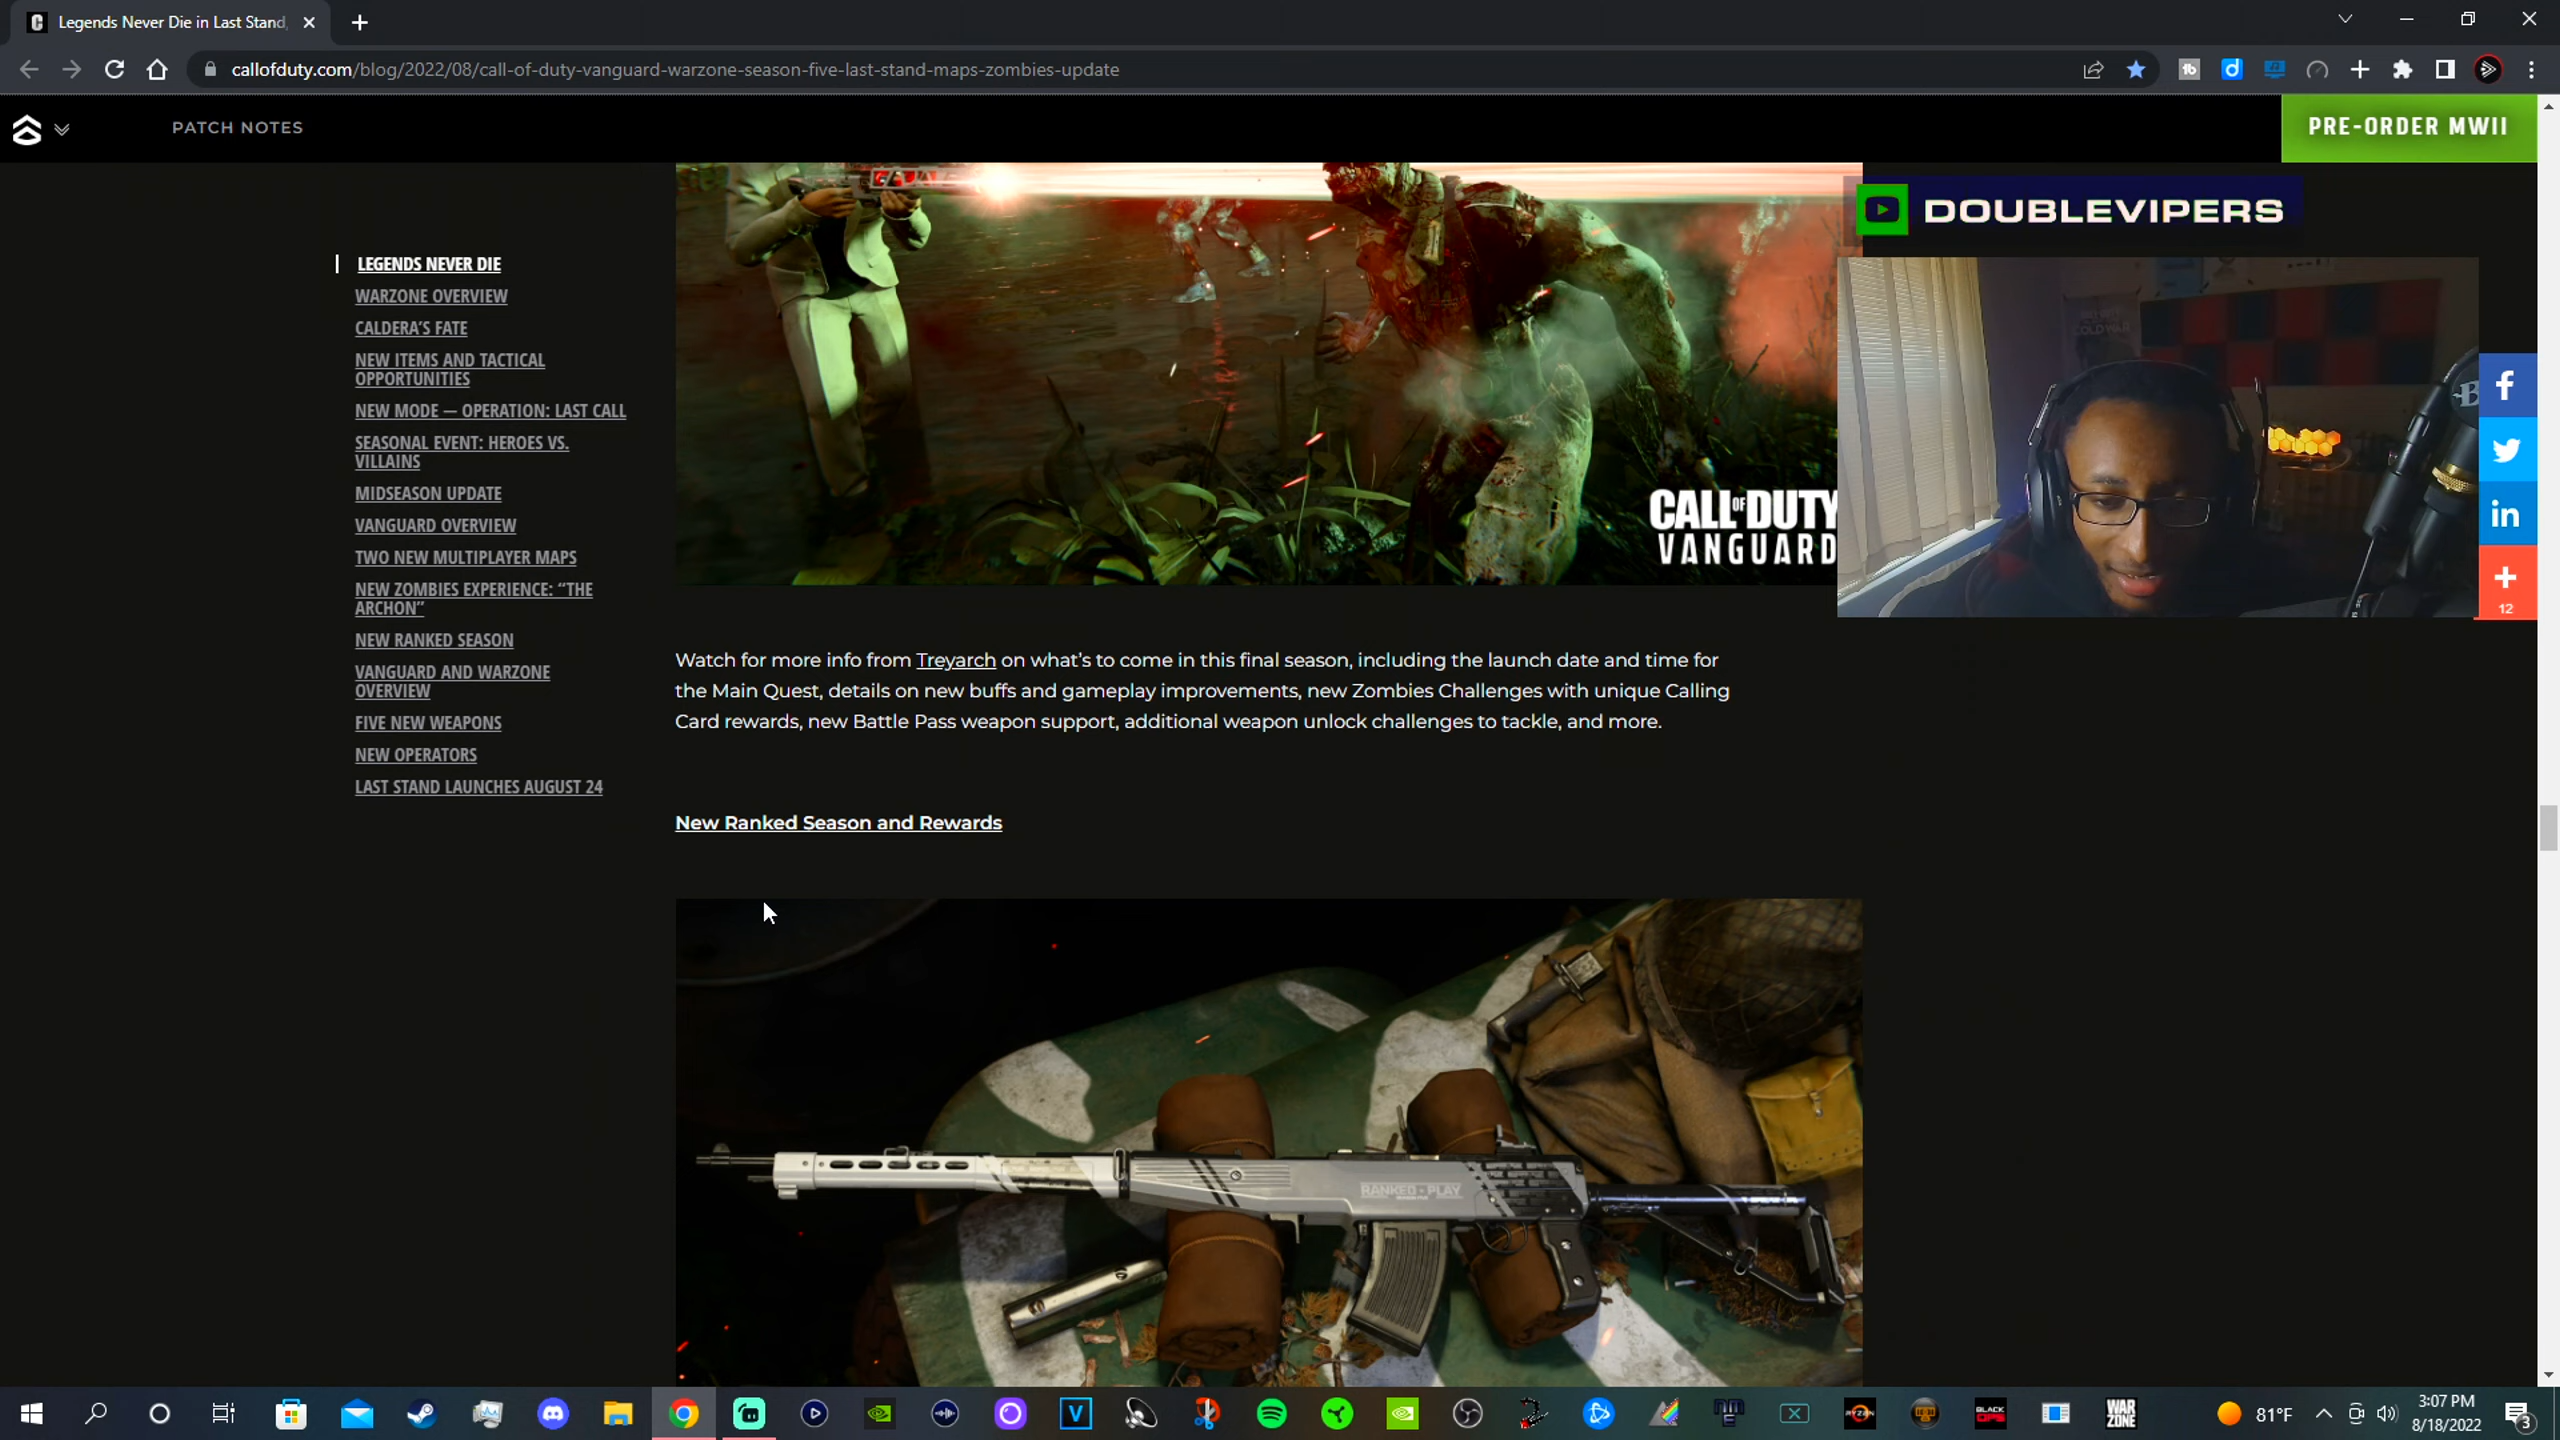 Legends Never Die in Last Stand,
callofduty.com/blog/2022/08/call-of-duty-vanguard-warzone-season-five-last-stand-maps-zombies-update
PATCH NOTES
PRE-ORDER MWII
DOUBLEVIPERS
LEGENDS NEVER DIE
WARZONE OVERVIEW
CALDERA'S FATE
NEW ITEMS AND TACTICAL
OPPORTUNITIES
NEW MODE — OPERATION: LAST CALL
SEASONAL EVENT: HEROES VS.
VILLAINS
MIDSEASON UPDATE
VANGUARD OVERVIEW
TWO NEW MULTIPLAYER MAPS
NEW ZOMBIES EXPERIENCE: “THE
ARCHON”
NEW RANKED SEASON
VANGUARD AND WARZONE
OVERVIEW
FIVE NEW WEAPONS
NEW OPERATORS
LAST STAND LAUNCHES AUGUST 24
CALL OF DUTY
VANGUARD
COLD WAR
12
Watch for more info from Treyarch on what’s to come in this final season, including the launch date and time for
the Main Quest, details on new buffs and gameplay improvements, new Zombies Challenges with unique Calling
Card rewards, new Battle Pass weapon support, additional weapon unlock challenges to tackle, and more.
New Ranked Season and Rewards
RANKED PLAY
RYZEN
BLACK OPS
WAR
ZONE
81°F
3:07 PM
8/18/2022
3